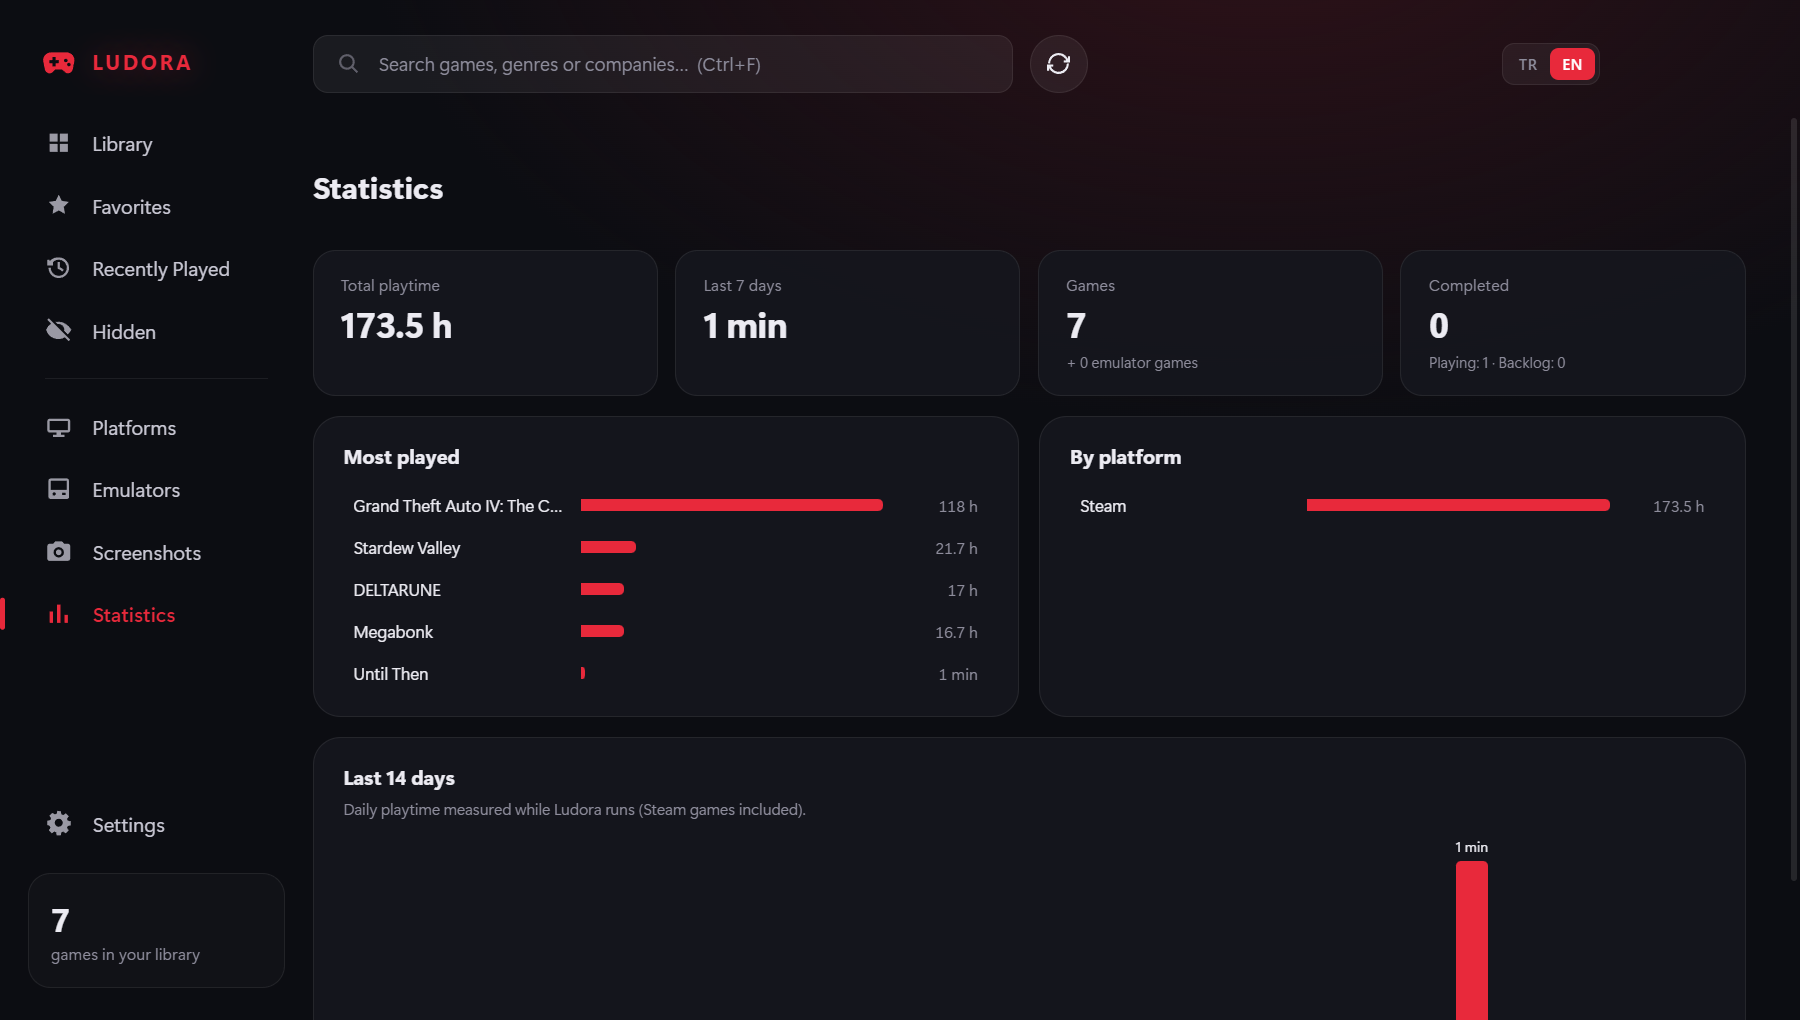 LUDORA
Search games, genres or companies... (Ctrl+F)
TR
EN
Library
Favorites
Recently Played
Hidden
Platforms
Emulators
Screenshots
Statistics
Settings
7
games in your library
Statistics
Total playtime
173.5 h
Last 7 days
1 min
Games
7
+ 0 emulator games
Completed
0
Playing: 1 · Backlog: 0
Most played
Grand Theft Auto IV: The C... 118 h
Stardew Valley 21.7 h
DELTARUNE 17 h
Megabonk 16.7 h
Until Then 1 min
By platform
Steam 173.5 h
Last 14 days
Daily playtime measured while Ludora runs (Steam games included).
1 min